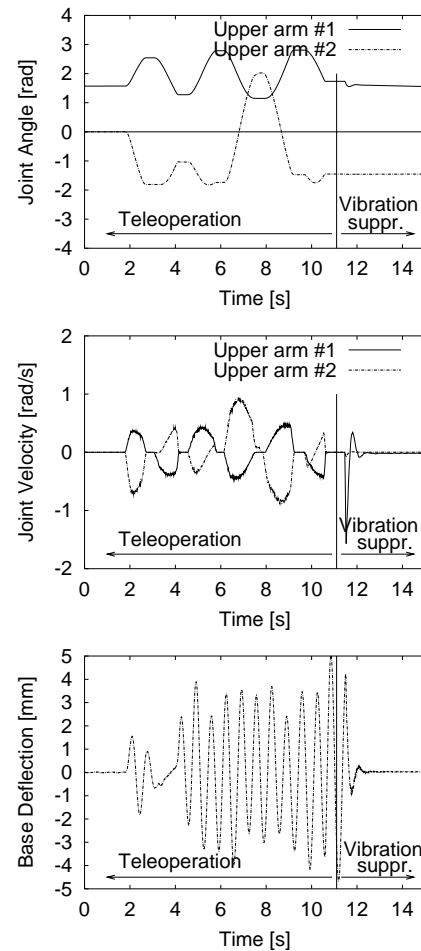 4
Upper arm #1
Upper arm #2
3
2
1
0
-1
-2
-3
-4
Joint Angle [rad]
Teleoperation
Vibration
suppr.
0 2 4 6 8 10 12 14
Time [s]
2
Upper arm #1
Upper arm #2
1
0
-1
-2
Joint Velocity [rad/s]
Teleoperation
Vibration
suppr.
0 2 4 6 8 10 12 14
Time [s]
5
4
3
2
1
0
-1
-2
-3
-4
-5
Base Deflection [mm]
Teleoperation
Vibration
suppr.
0 2 4 6 8 10 12 14
Time [s]